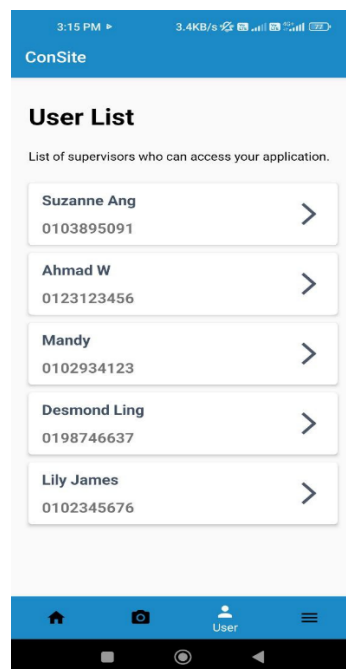 3:15 PM 3.4KB/s
ConSite
User List
List of supervisors who can access your application.
Suzanne Ang
0103895091
Ahmad W
0123123456
Mandy
0102934123
Desmond Ling
0198746637
Lily James
0102345676
User